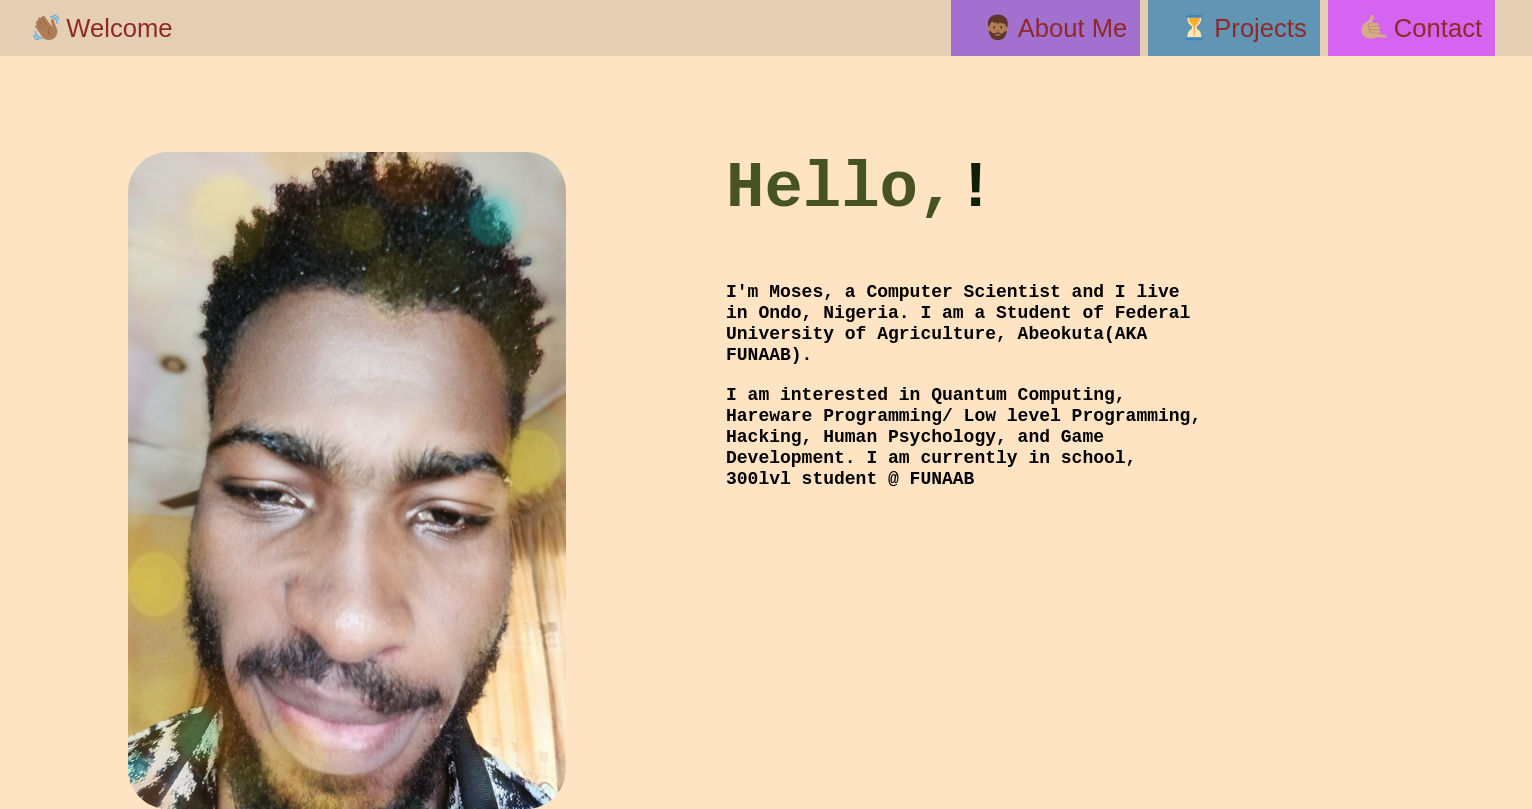 👋🏽 Welcome
🧔🏽 About Me
⏳ Projects
🤙🏼 Contact
Hello,!
I'm Moses, a Computer Scientist and I live
in Ondo, Nigeria. I am a Student of Federal
University of Agriculture, Abeokuta(AKA
FUNAAB).
I am interested in Quantum Computing,
Hareware Programming/ Low level Programming,
Hacking, Human Psychology, and Game
Development. I am currently in school,
300lvl student @ FUNAAB